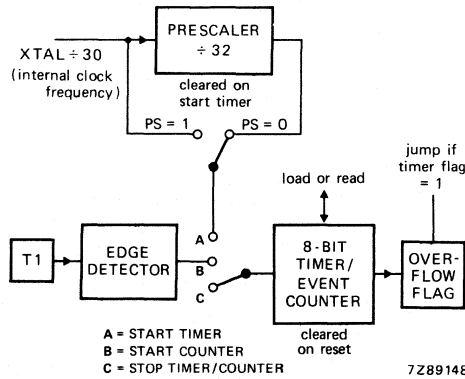 PRESCALER
÷ 32
XTAL ÷ 30
(internal clock
frequency)
cleared on
start timer
PS = 1
PS = 0
jump if
timer flag
= 1
load or read
A
B
C
T1
EDGE
DETECTOR
8-BIT
TIMER/
EVENT
COUNTER
OVER-
FLOW
FLAG
cleared
on reset
A = START TIMER
B = START COUNTER
C = STOP TIMER/COUNTER
7Z89148